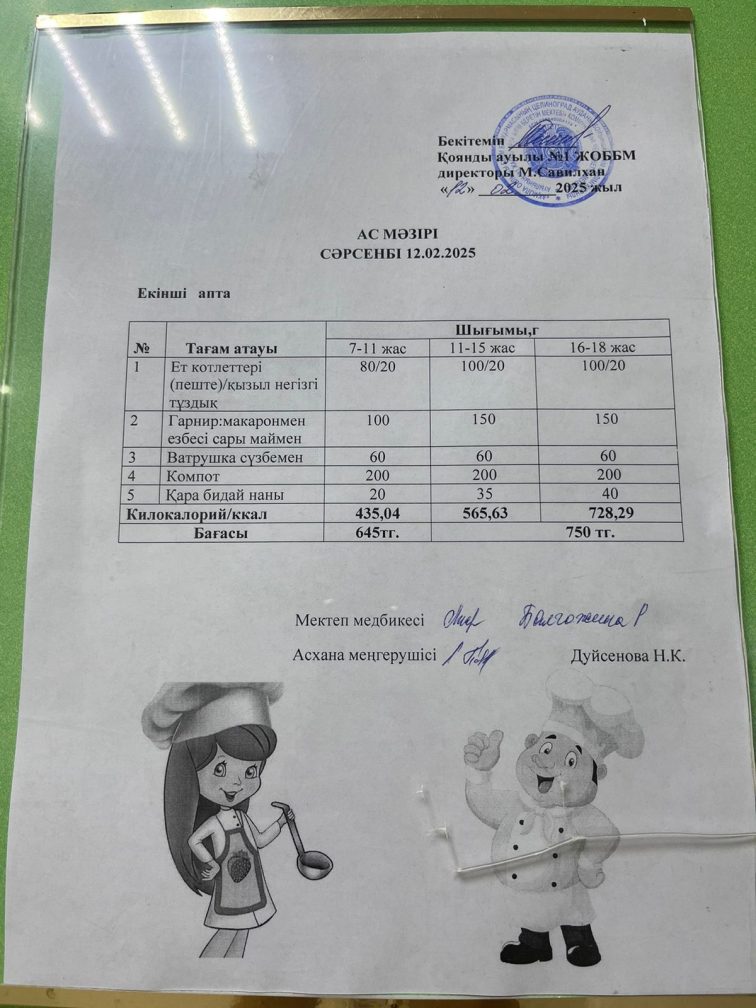 Бекітемін
Қоянды ауылы №1 ЖОББМ
директоры М.Савилхан
«12» 02 2025 жыл
АС МӘЗІРІ
СӘРСЕНБІ 12.02.2025
Екінші апта
№ Тағам атауы Шығымы,г
7-11 жас 11-15 жас 16-18 жас
1 Ет котлеттері (пеште)/қызыл негізгі тұздық 80/20 100/20 100/20
2 Гарнир:макаронмен езбесі сары маймен 100 150 150
3 Ватрушка сүзбемен 60 60 60
4 Компот 200 200 200
5 Қара бидай наны 20 35 40
Килокалорий/ккал 435,04 565,63 728,29
Бағасы 645тг. 750 тг.
Мектеп медбикесі
Асхана меңгерушісі Дуйсенова Н.К.